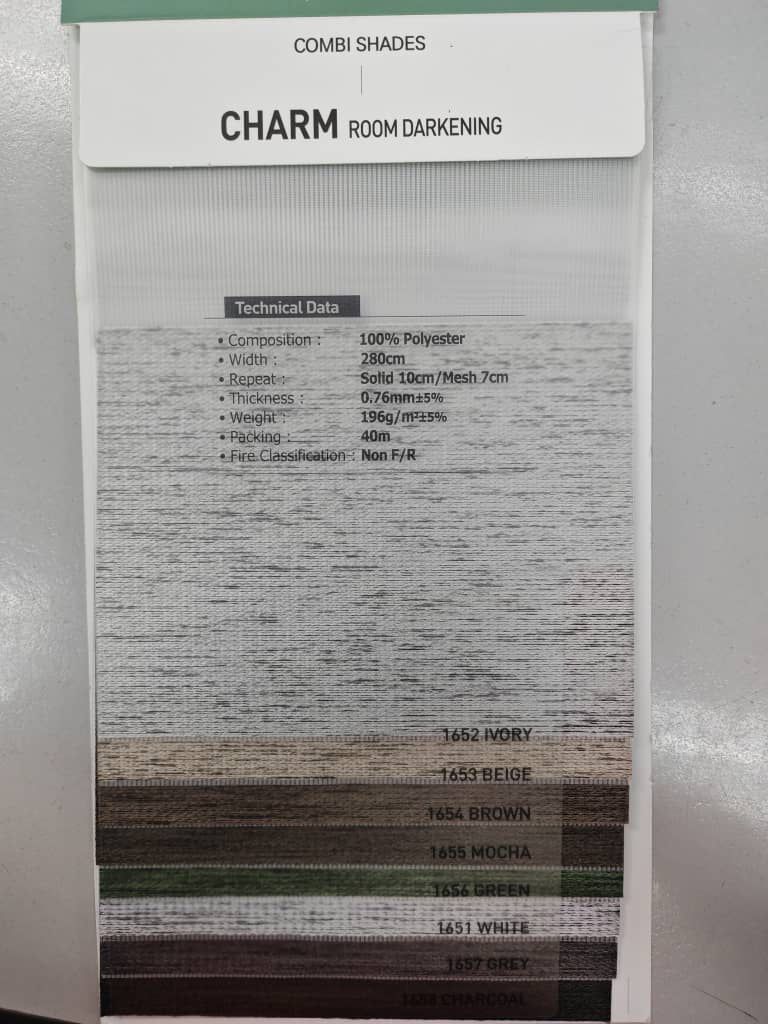 COMBI SHADES
CHARM ROOM DARKENING
Technical Data
• Composition : 100% Polyester
• Width : 280cm
• Repeat : Solid 10cm/Mesh 7cm
• Thickness : 0.76mm±5%
• Weight : 196g/m²±5%
• Packing : 40m
• Fire Classification : Non F/R
1652 IVORY
1653 BEIGE
1654 BROWN
1655 MOCHA
1656 GREEN
1651 WHITE
1657 GREY
1658 CHARCOAL